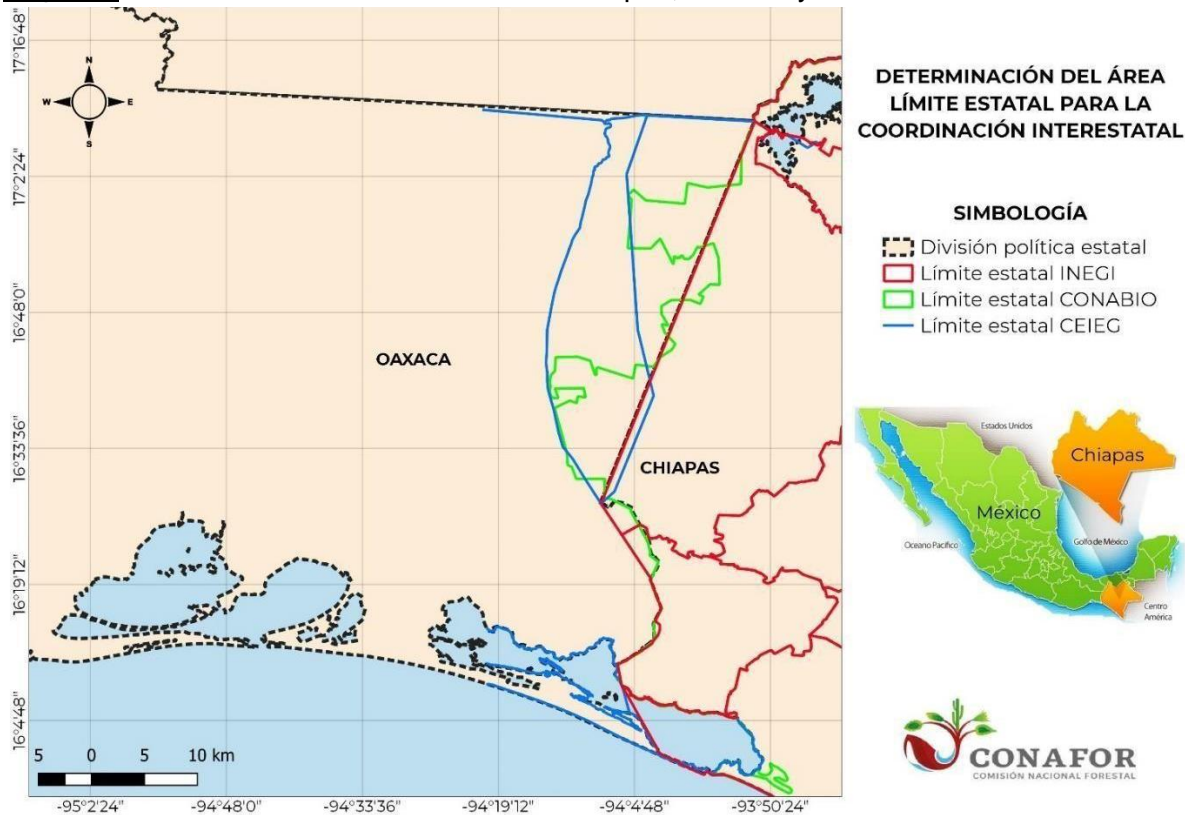 17°16'48"
17°2'24"
16°48'0"
16°33'36"
16°19'12"
16°4'48"
N
W E
S
OAXACA
CHIAPAS
5 0 5 10 km
-95°2'24" -94°48'0" -94°33'36" -94°19'12" -94°4'48" -93°50'24"
DETERMINACIÓN DEL ÁREA
LÍMITE ESTATAL PARA LA
COORDINACIÓN INTERESTATAL
SIMBOLOGÍA
División política estatal
Límite estatal INEGI
Límite estatal CONABIO
Límite estatal CEIEG
Estados Unidos
Chiapas
México
Golfo de México
Oceano Pacífico
Centro
América
CONAFOR
COMISIÓN NACIONAL FORESTAL